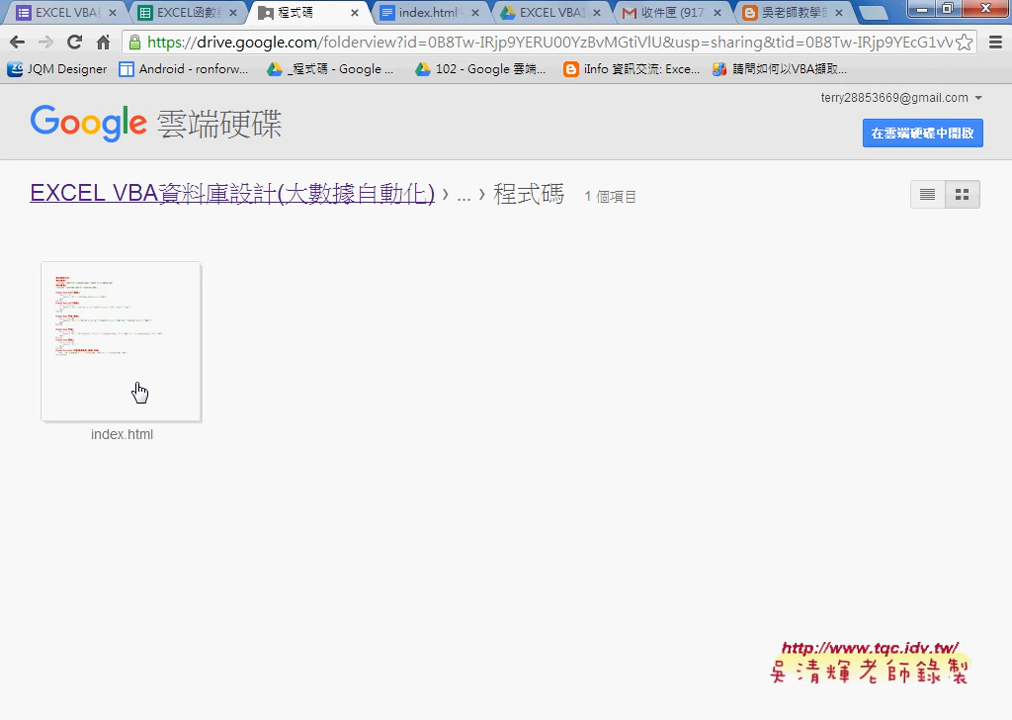 EXCEL VBA
EXCEL函數
程式碼
index.html
EXCEL VBA
收件匣 (917
吳老師教學
https://drive.google.com/folderview?id=0B8Tw-IRjp9YERU00YzBvMGtiVlU&usp=sharing&tid=0B8Tw-IRjp9YEcG1vV
JQM Designer
Android - ronforw...
_程式碼 - Google ...
102 - Google 雲端...
iInfo 資訊交流: Exce...
請問如何以VBA擷取...
terry28853669@gmail.com
Google 雲端硬碟
在雲端硬碟中開啟
EXCEL VBA資料庫設計(大數據自動化) › ... › 程式碼 1 個項目
index.html
http://www.tqc.idv.tw/
吳清輝老師錄製